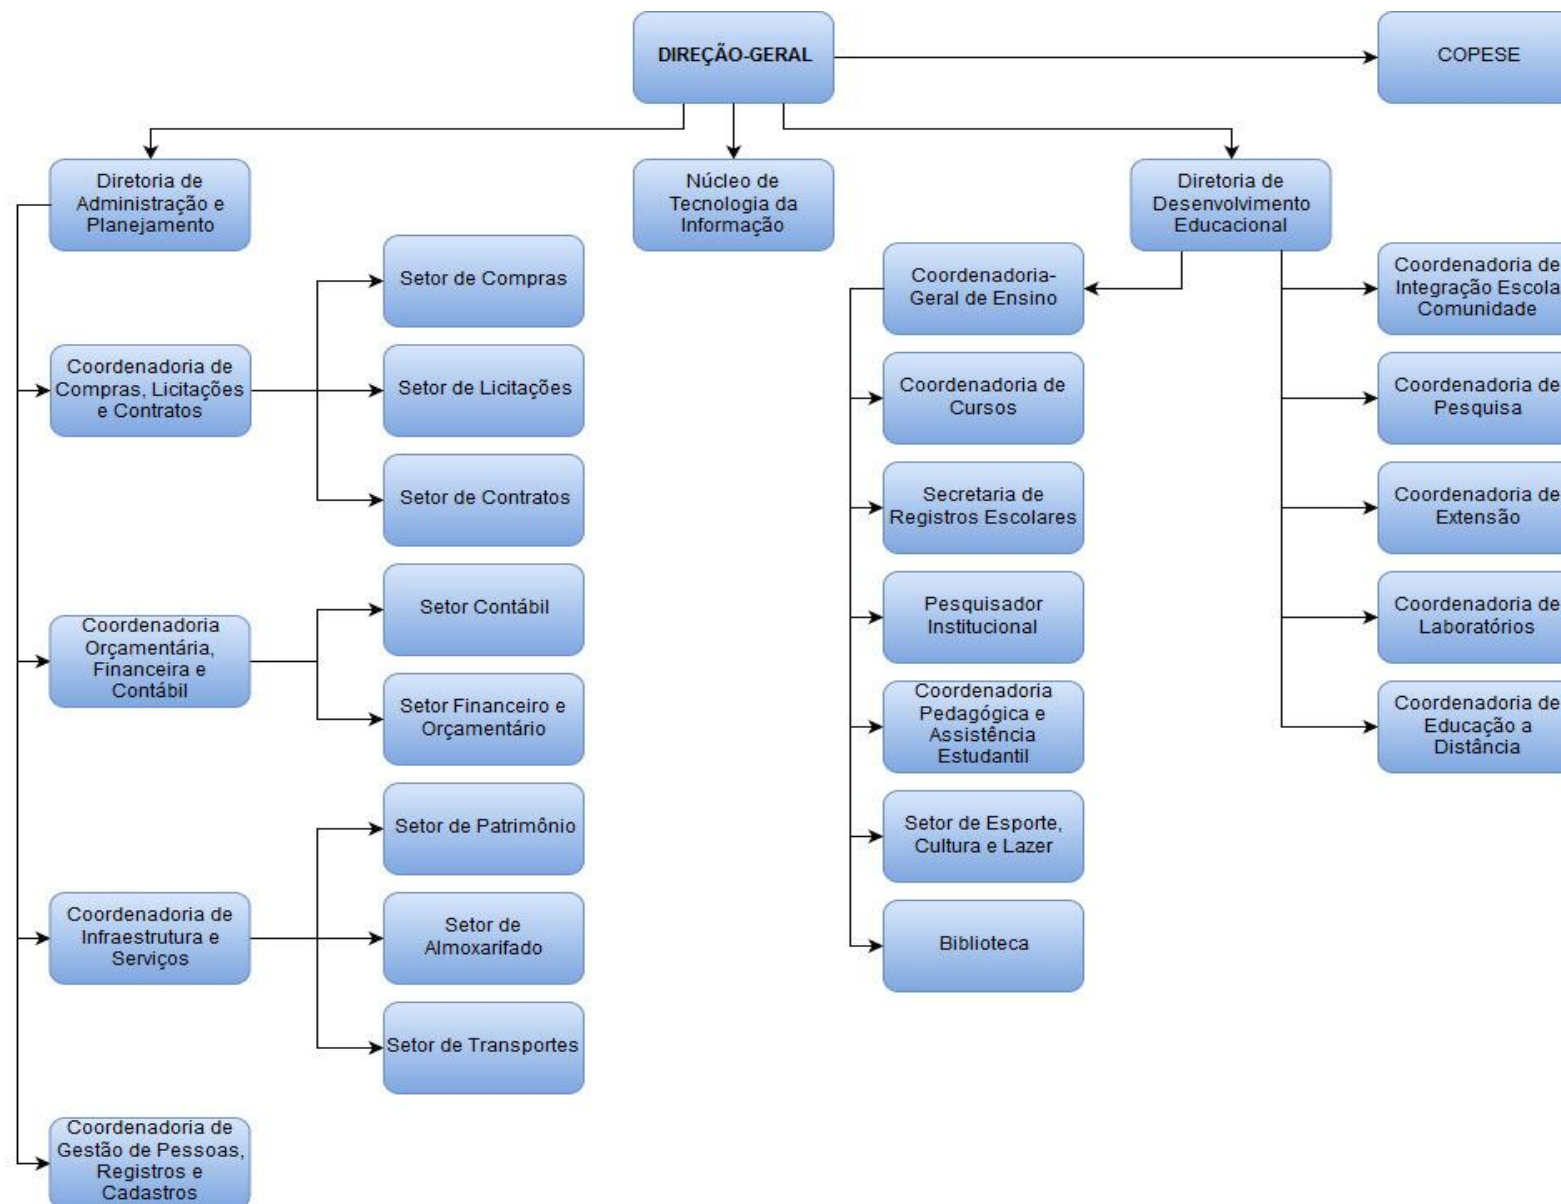 DIREÇÃO-GERAL
COPESE
Diretoria de
Administração e
Planejamento
Núcleo de
Tecnologia da
Informação
Diretoria de
Desenvolvimento
Educacional
Coordenadoria de
Compras, Licitações
e Contratos
Setor de Compras
Setor de Licitações
Setor de Contratos
Coordenadoria
Orçamentária,
Financeira e
Contábil
Setor Contábil
Setor Financeiro e
Orçamentário
Coordenadoria de
Infraestrutura e
Serviços
Setor de Patrimônio
Setor de
Almoxarifado
Setor de Transportes
Coordenadoria de
Gestão de Pessoas,
Registros e
Cadastros
Coordenadoria-
Geral de Ensino
Coordenadoria de
Cursos
Secretaria de
Registros Escolares
Pesquisador
Institucional
Coordenadoria
Pedagógica e
Assistência
Estudantil
Setor de Esporte,
Cultura e Lazer
Biblioteca
Coordenadoria de
Integração Escola
Comunidade
Coordenadoria de
Pesquisa
Coordenadoria de
Extensão
Coordenadoria de
Laboratórios
Coordenadoria de
Educação a
Distância